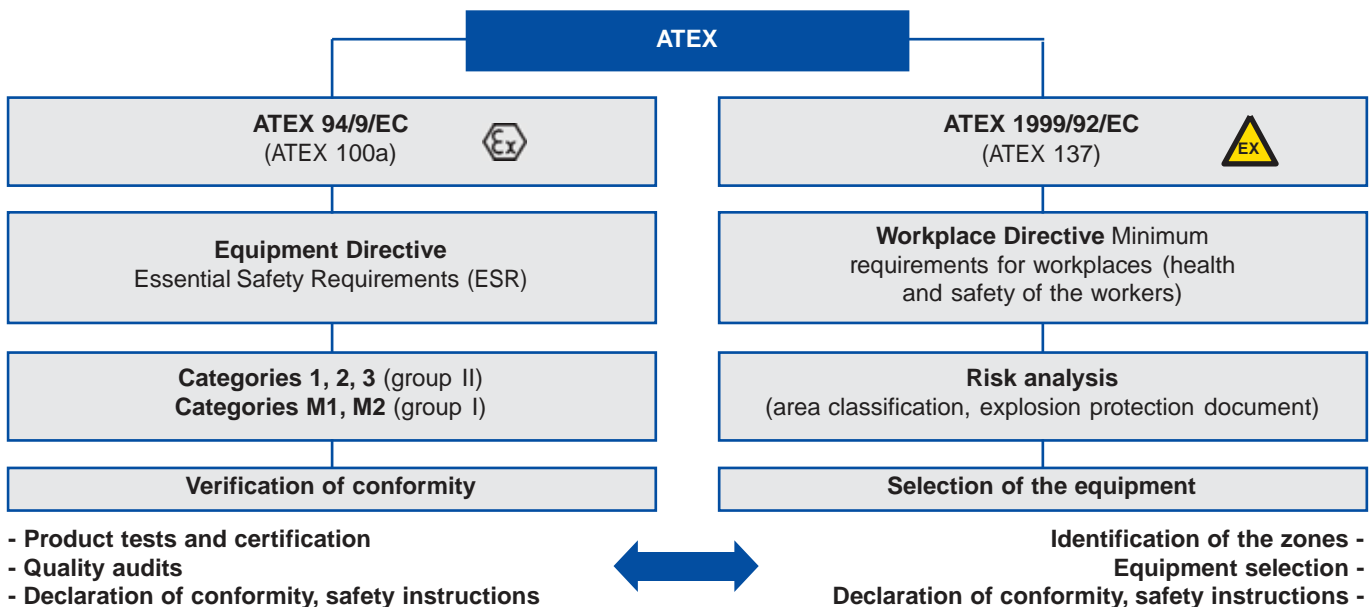 ATEX
ATEX 94/9/EC
(ATEX 100a)
Ex
Equipment Directive
Essential Safety Requirements (ESR)
Categories 1, 2, 3 (group II)
Categories M1, M2 (group I)
Verification of conformity
- Product tests and certification
- Quality audits
- Declaration of conformity, safety instructions
ATEX 1999/92/EC
(ATEX 137)
EX
Workplace Directive Minimum
requirements for workplaces (health
and safety of the workers)
Risk analysis
(area classification, explosion protection document)
Selection of the equipment
Identification of the zones -
Equipment selection -
Declaration of conformity, safety instructions -